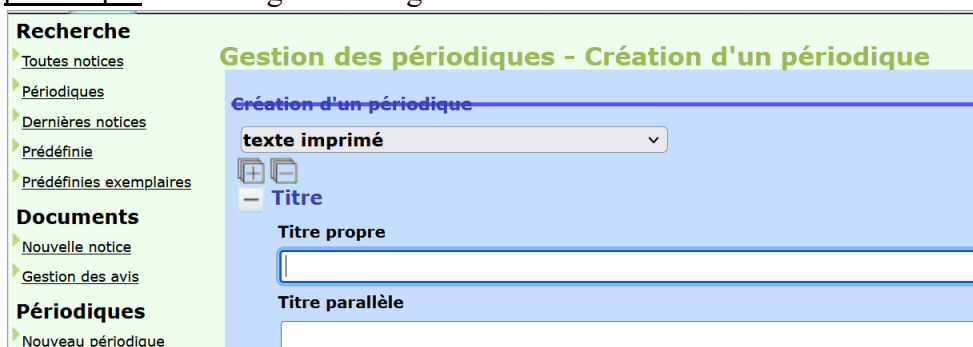 Recherche
Toutes notices
Périodiques
Dernières notices
Prédéfinie
Prédéfinies exemplaires
Documents
Nouvelle notice
Gestion des avis
Périodiques
Nouveau périodique
Gestion des périodiques - Création d'un périodique
Création d'un périodique
texte imprimé
Titre
Titre propre
Titre parallèle